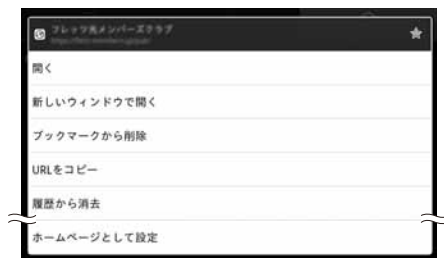 フレッツ光メンバーズクラブ
開く
新しいウィンドウで開く
ブックマークから削除
URLをコピー
履歴から消去
ホームページとして設定